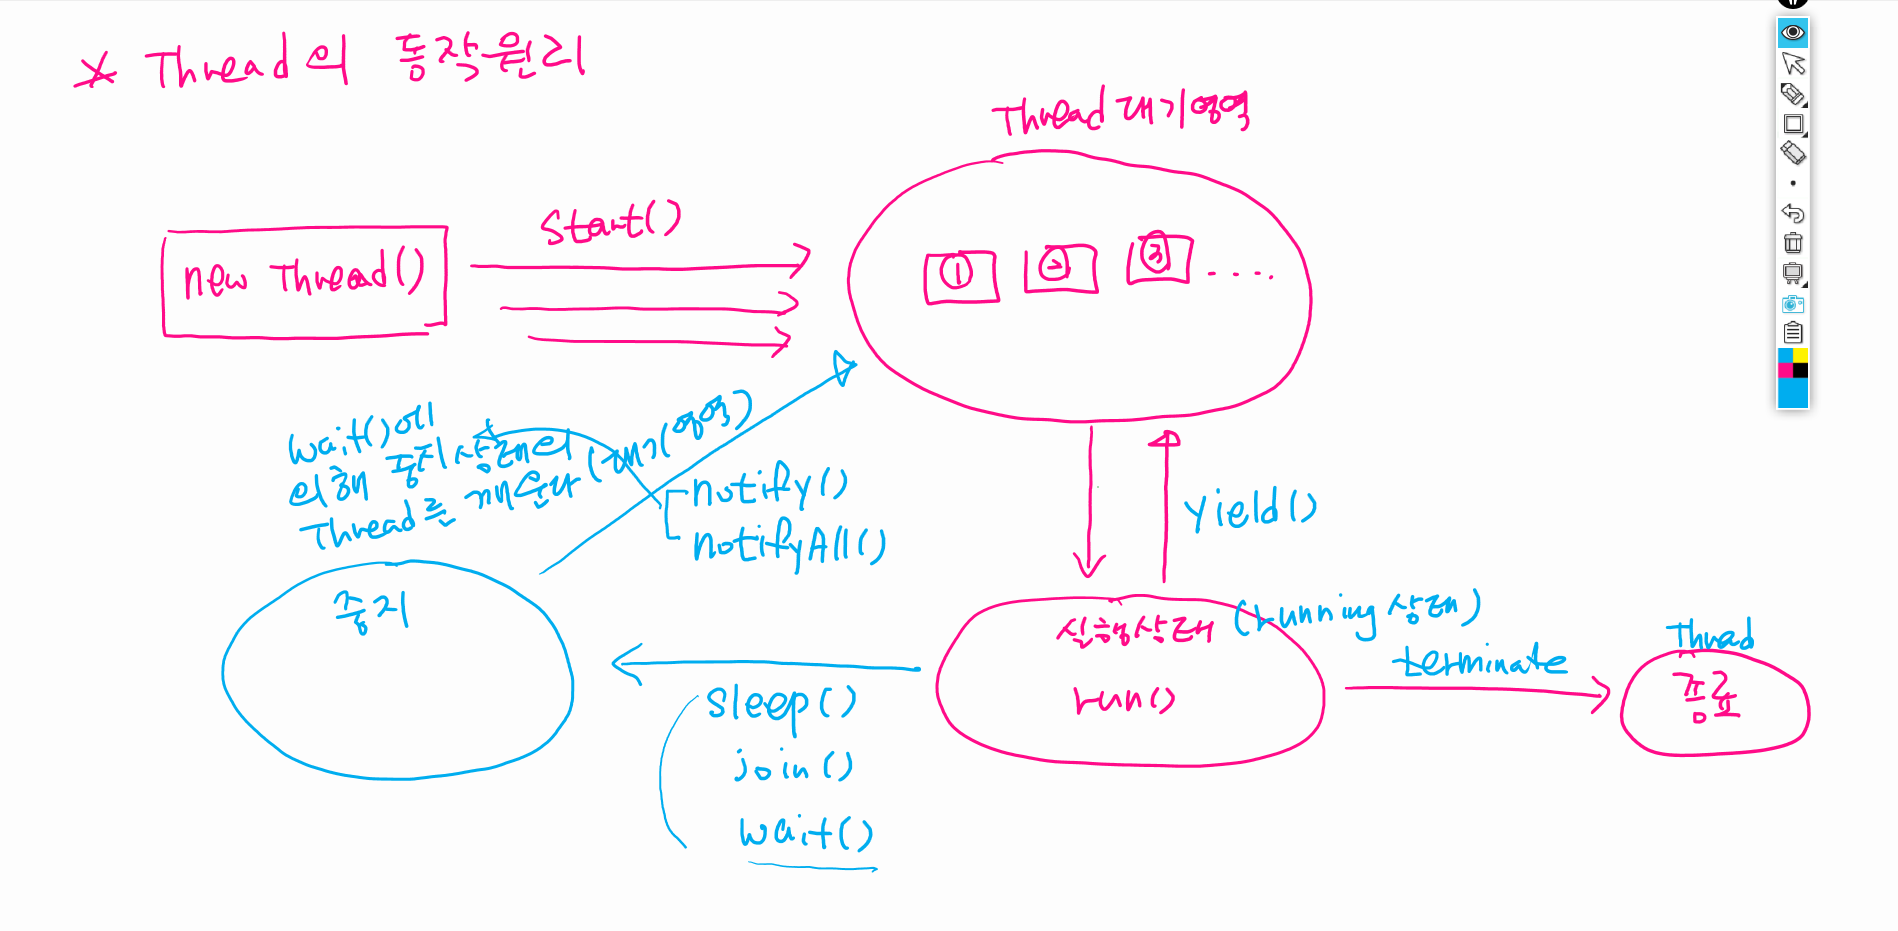 * Thread의 동작원리
Thread 대기영역
start()
new Thread()
① ② ③ ....
wait()에
의해 중지상태의
Thread를 깨운다 (대기영역)
notify()
notifyAll()
yield()
중지
실행상태 (running 상태)
run()
terminate
Thread
종료
sleep()
join()
wait()